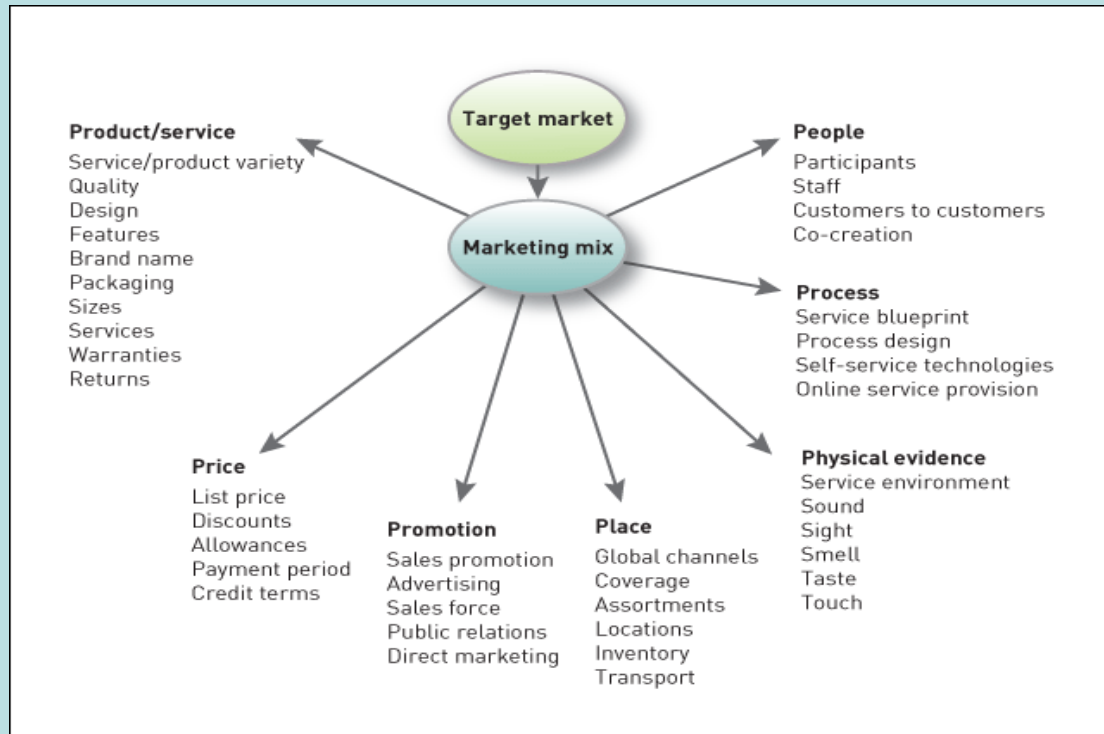 Target market
Marketing mix
Product/service
Service/product variety
Quality
Design
Features
Brand name
Packaging
Sizes
Services
Warranties
Returns
Price
List price
Discounts
Allowances
Payment period
Credit terms
Promotion
Sales promotion
Advertising
Sales force
Public relations
Direct marketing
Place
Global channels
Coverage
Assortments
Locations
Inventory
Transport
Physical evidence
Service environment
Sound
Sight
Smell
Taste
Touch
Process
Service blueprint
Process design
Self-service technologies
Online service provision
People
Participants
Staff
Customers to customers
Co-creation